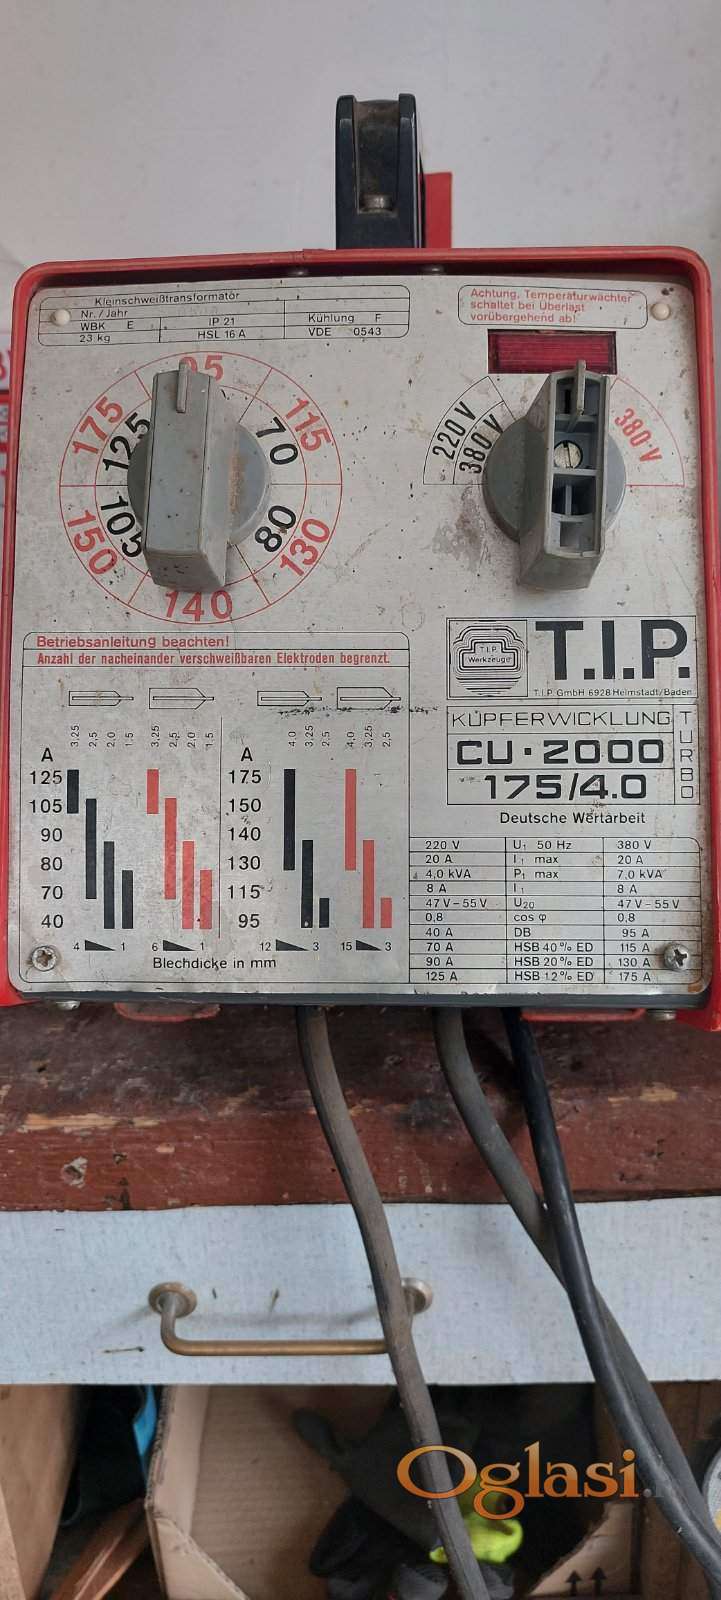 Kleinschweißtransformator
Nr./Jahr
WBK E IP 21 Kühlung F
23 kg HSL 16 A VDE 0543
Achtung, Temperaturwächter
schaltet bei Überlast
vorübergehend ab!
95
115
130
140
150
175
70
80
105
125
220 V
380 V
380 V
Betriebsanleitung beachten!
Anzahl der nacheinander verschweißbaren Elektroden begrenzt.
T.I.P.
Werkzeuge
T.I.P.
T.I.P. GmbH 6928 Helmstadt/Baden
KUPFERWICKLUNG
CU·2000
175/4.0
TURBO
Deutsche Wertarbeit
3,25 2,5 2,0 1,5 3,25 2,5 2,0 1,5 4,0 3,25 2,5 4,0 3,25 2,5
A A
125 175
105 150
90 140
80 130
70 115
40 95
4 1 6 1 12 3 15 3
Blechdicke in mm
220 V U1 50 Hz 380 V
20 A I1 max 20 A
4,0 kVA P1 max 7,0 kVA
8 A I1 8 A
47 V - 55 V U20 47 V - 55 V
0,8 cos φ 0,8
40 A DB 95 A
70 A HSB 40 % ED 115 A
90 A HSB 20 % ED 130 A
125 A HSB 12 % ED 175 A
Oglasi